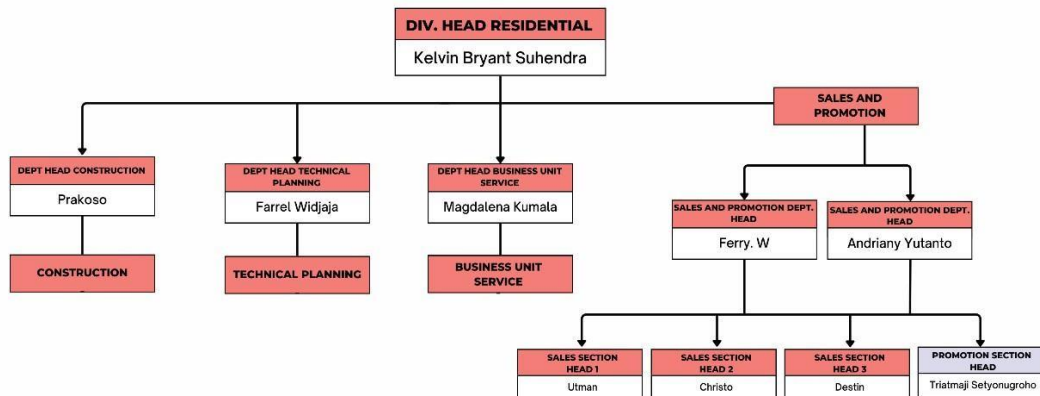 DIV. HEAD RESIDENTIAL
Kelvin Bryant Suhendra
SALES AND
PROMOTION
DEPT HEAD CONSTRUCTION
Prakoso
DEPT HEAD TECHNICAL
PLANNING
Farrel Widjaja
DEPT HEAD BUSINESS UNIT
SERVICE
Magdalena Kumala
SALES AND PROMOTION DEPT.
HEAD
Ferry. W
SALES AND PROMOTION DEPT.
HEAD
Andriany Yutanto
CONSTRUCTION
TECHNICAL PLANNING
BUSINESS UNIT
SERVICE
SALES SECTION
HEAD 1
Utman
SALES SECTION
HEAD 2
Christo
SALES SECTION
HEAD 3
Destin
PROMOTION SECTION
HEAD
Triatmaji Setyonugroho